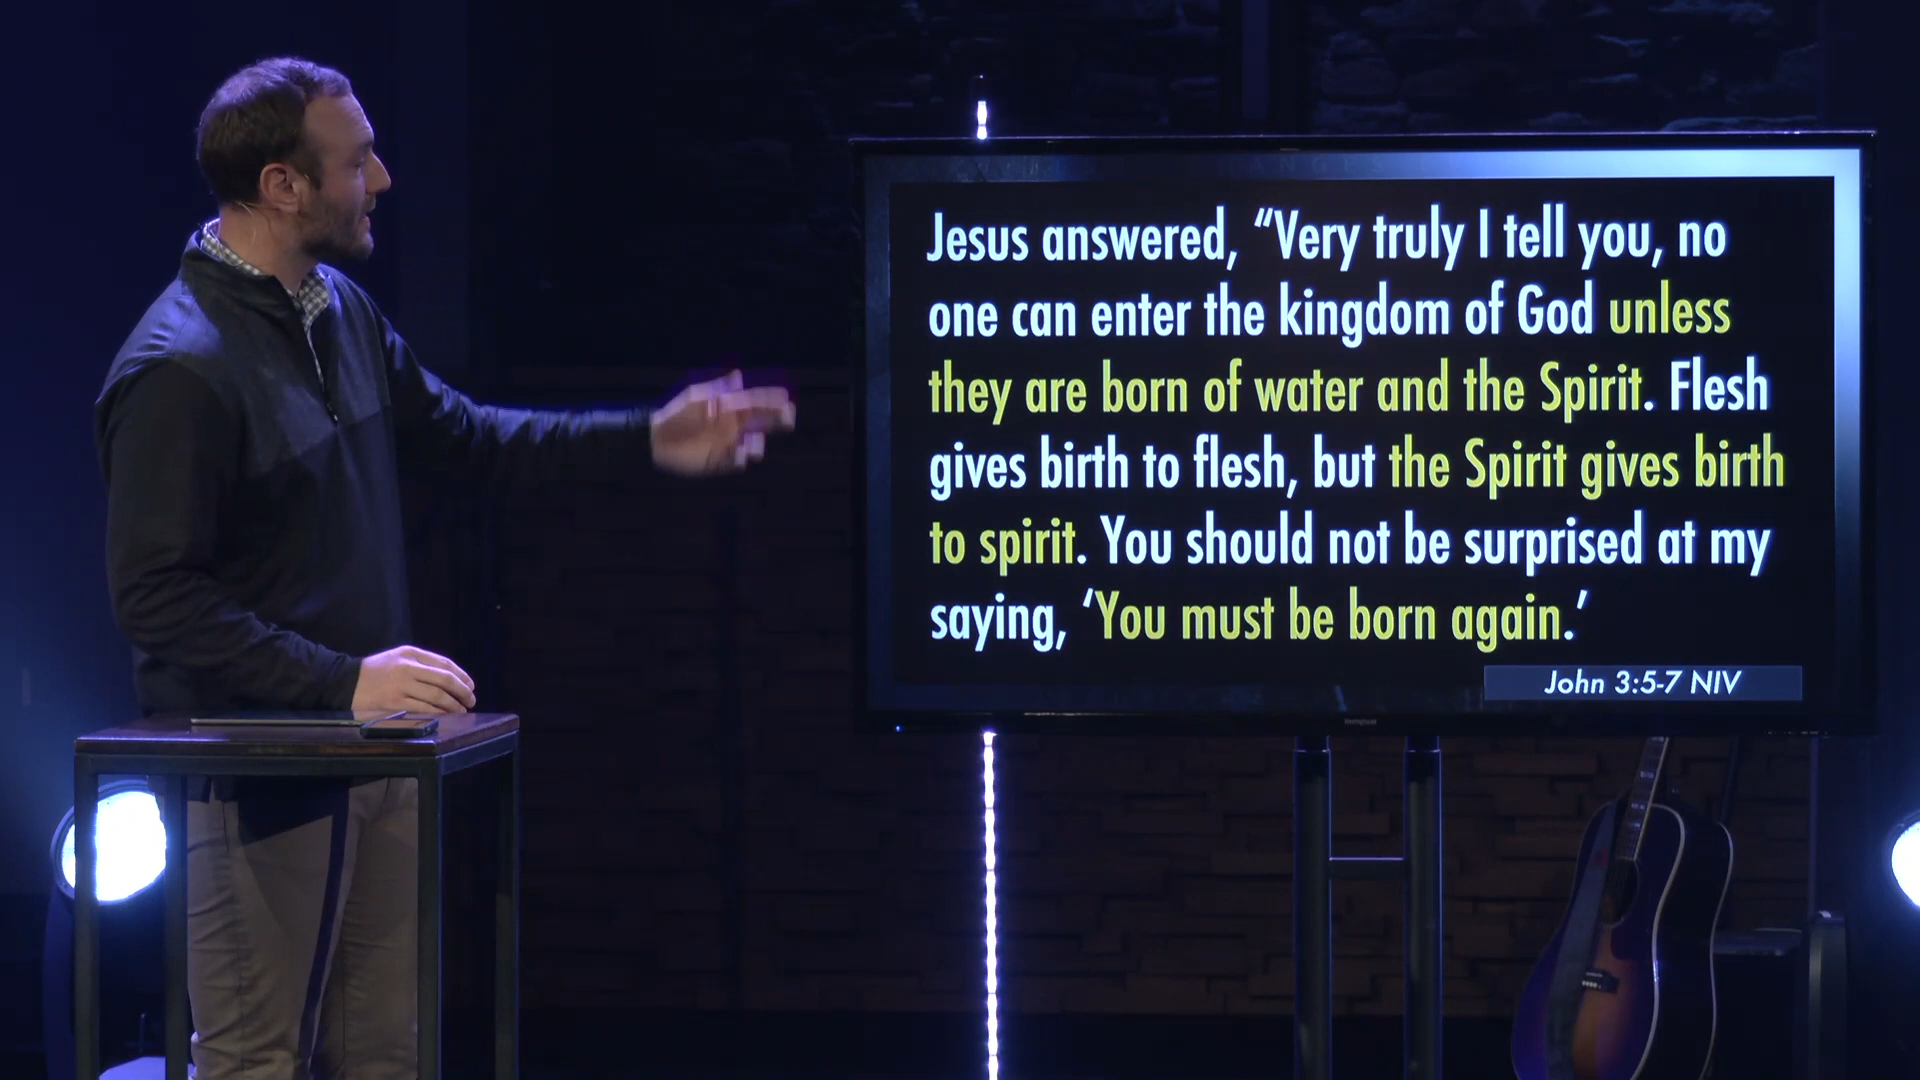 Jesus answered, “Very truly I tell you, no
one can enter the kingdom of God unless
they are born of water and the Spirit. Flesh
gives birth to flesh, but the Spirit gives birth
to spirit. You should not be surprised at my
saying, ‘You must be born again.’
John 3:5-7 NIV